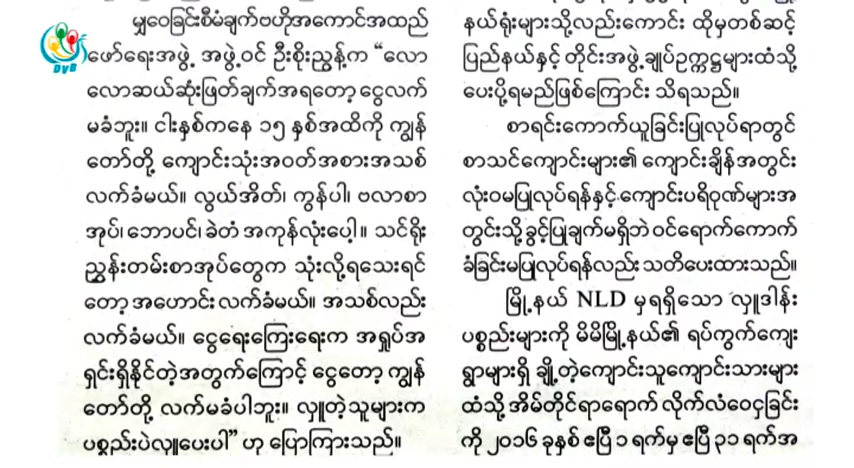 DVB
မျှဝေခြင်းစီမံချက်ဗဟိုအကောင်အထည်
ဖော်ရေးအဖွဲ့ အဖွဲ့ဝင် ဦးစိုးညွန့်က “လော
လောဆယ်ဆုံးဖြတ်ချက်အရတော့ ငွေလက်
မခံဘူး။ ငါးနှစ်ကနေ ၁၅ နှစ်အထိကို ကျွန်
တော်တို့ ကျောင်းသုံးအဝတ်အစားအသစ်
လက်ခံမယ်။ လွယ်အိတ်၊ ကွန်ပါ၊ ဗလာစာ
အုပ်၊ ဘောပင်၊ ခဲတံ အကုန်လုံးပေါ့။ သင်ရိုး
ညွှန်းတမ်းစာအုပ်တွေက သုံးလို့ရသေးရင်
တော့ အဟောင်း လက်ခံမယ်။ အသစ်လည်း
လက်ခံမယ်။ ငွေရေးကြေးရေးက အရှုပ်အ
ရှင်းရှိနိုင်တဲ့အတွက်ကြောင့် ငွေတော့ ကျွန်
တော်တို့ လက်မခံပါဘူး။ လှူတဲ့သူများက
ပစ္စည်းပဲလှူပေးပါ” ဟု ပြောကြားသည်။
နယ်ရုံးများသို့လည်းကောင်း ထိုမှတစ်ဆင့်
ပြည်နယ်နှင့် တိုင်းအဖွဲ့ချုပ်ဥက္ကဋ္ဌများထံသို့
ပေးပို့ရမည်ဖြစ်ကြောင်း သိရသည်။
စာရင်းကောက်ယူခြင်းပြုလုပ်ရာတွင်
စာသင်ကျောင်းများ၏ ကျောင်းချိန်အတွင်း
လုံးဝမပြုလုပ်ရန်နှင့် ကျောင်းပရိဝုဏ်များအ
တွင်းသို့ခွင့်ပြုချက်မရှိဘဲ ဝင်ရောက်ကောက်
ခံခြင်းမပြုလုပ်ရန်လည်း သတိပေးထားသည်။
မြို့နယ် NLD မှရရှိသော လှူဒါန်း
ပစ္စည်းများကို မိမိမြို့နယ်၏ ရပ်ကွက်ကျေး
ရွာများရှိ ချို့တဲ့ကျောင်းသူကျောင်းသားများ
ထံသို့ အိမ်တိုင်ရာရောက် လိုက်လံဝေငှခြင်း
ကို ၂၀၁၆ ခုနှစ် ဧပြီ ၁ ရက်မှ ဧပြီ ၃၁ ရက်အ